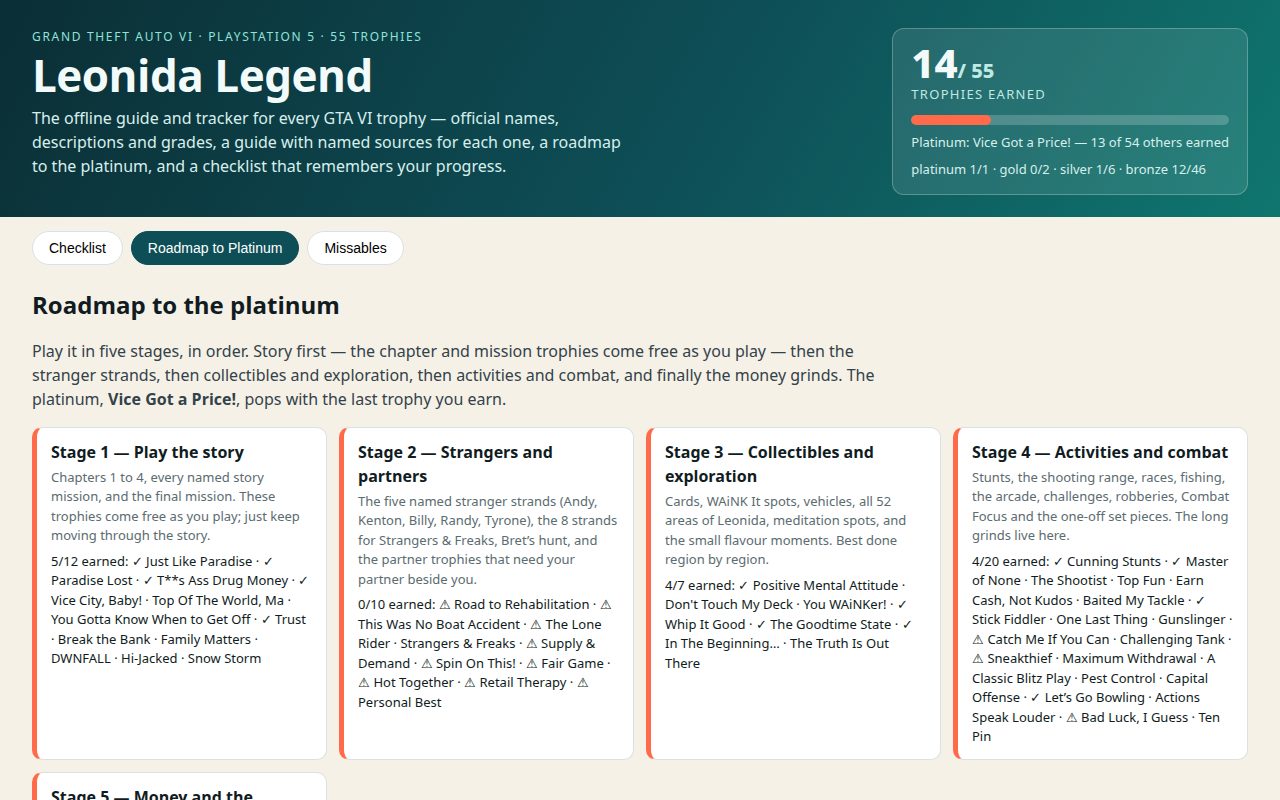 GRAND THEFT AUTO VI · PLAYSTATION 5 · 55 TROPHIES
Leonida Legend
The offline guide and tracker for every GTA VI trophy — official names,
descriptions and grades, a guide with named sources for each one, a roadmap
to the platinum, and a checklist that remembers your progress.
14/ 55
TROPHIES EARNED
Platinum: Vice Got a Price! — 13 of 54 others earned
platinum 1/1 · gold 0/2 · silver 1/6 · bronze 12/46
Checklist
Roadmap to Platinum
Missables
Roadmap to the platinum
Play it in five stages, in order. Story first — the chapter and mission trophies come free as you play — then the
stranger strands, then collectibles and exploration, then activities and combat, and finally the money grinds. The
platinum, Vice Got a Price!, pops with the last trophy you earn.
Stage 1 — Play the story
Chapters 1 to 4, every named story
mission, and the final mission. These
trophies come free as you play; just keep
moving through the story.
5/12 earned: ✓ Just Like Paradise · ✓
Paradise Lost · ✓ T**s Ass Drug Money · ✓
Vice City, Baby! · Top Of The World, Ma ·
You Gotta Know When to Get Off · ✓ Trust
· Break the Bank · Family Matters ·
DWNFALL · Hi-Jacked · Snow Storm
Stage 2 — Strangers and
partners
The five named stranger strands (Andy,
Kenton, Billy, Randy, Tyrone), the 8 strands
for Strangers & Freaks, Bret’s hunt, and
the partner trophies that need your
partner beside you.
0/10 earned: ⚠ Road to Rehabilitation · ⚠
This Was No Boat Accident · ⚠ The Lone
Rider · Strangers & Freaks · ⚠ Supply &
Demand · ⚠ Spin On This! · ⚠ Fair Game ·
⚠ Hot Together · ⚠ Retail Therapy · ⚠
Personal Best
Stage 3 — Collectibles and
exploration
Cards, WAiNK It spots, vehicles, all 52
areas of Leonida, meditation spots, and
the small flavour moments. Best done
region by region.
4/7 earned: ✓ Positive Mental Attitude ·
Don't Touch My Deck · You WAiNKer! · ✓
Whip It Good · ✓ The Goodtime State · ✓
In The Beginning... · The Truth Is Out
There
Stage 4 — Activities and combat
Stunts, the shooting range, races, fishing,
the arcade, challenges, robberies, Combat
Focus and the one-off set pieces. The long
grinds live here.
4/20 earned: ✓ Cunning Stunts · ✓ Master
of None · The Shootist · Top Fun · Earn
Cash, Not Kudos · Baited My Tackle · ✓
Stick Fiddler · One Last Thing · Gunslinger ·
⚠ Catch Me If You Can · Challenging Tank ·
⚠ Sneakthief · Maximum Withdrawal · A
Classic Blitz Play · Pest Control · Capital
Offense · ✓ Let’s Go Bowling · Actions
Speak Louder · ⚠ Bad Luck, I Guess · Ten
Pin
Stage 5 — Money and the